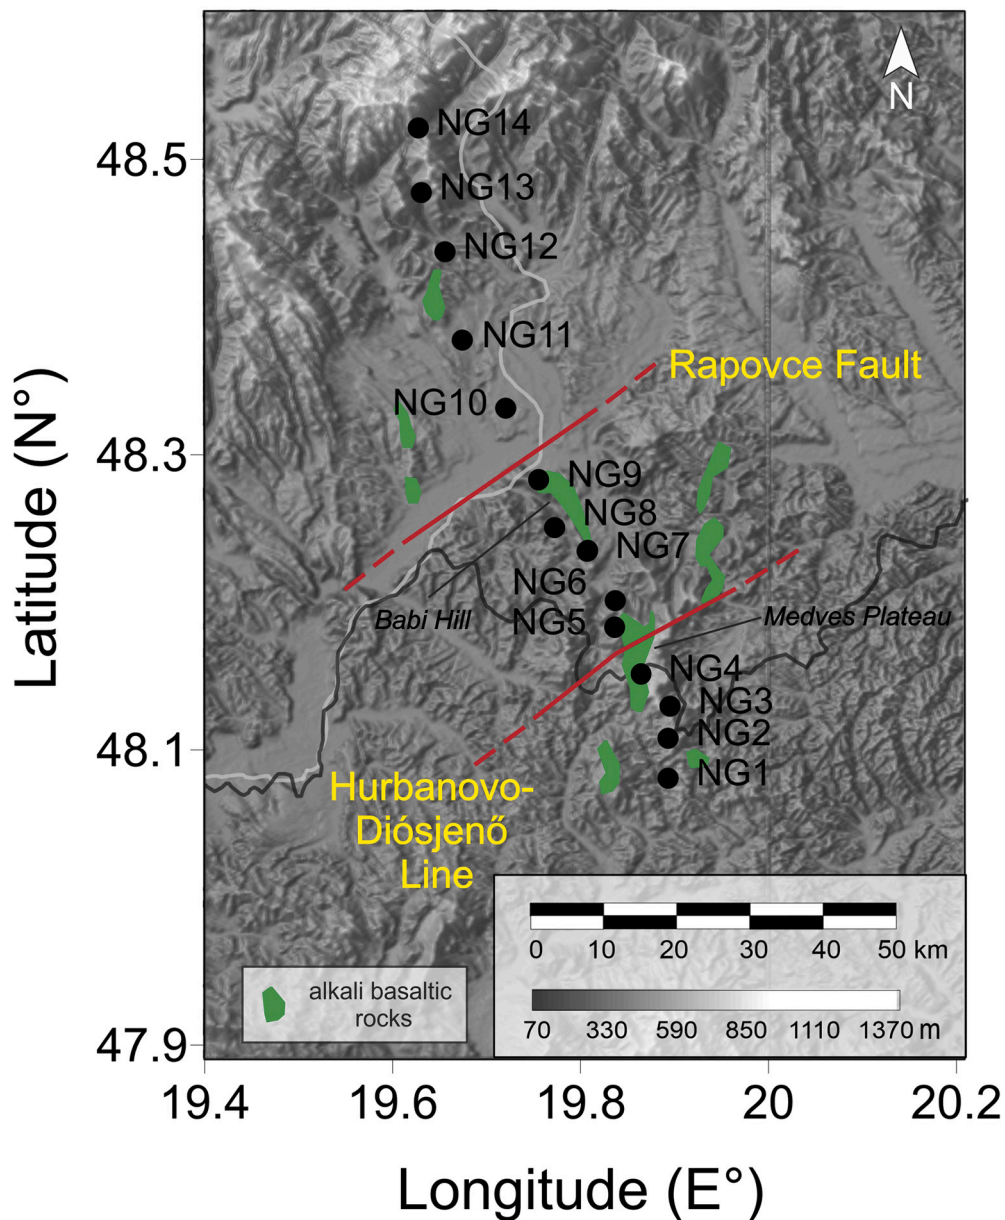 N
NG14
48.5
NG13
NG12
NG11
Rapovce Fault
NG10
48.3
NG9
NG8
NG7
NG6
Babi Hill
NG5
Medves Plateau
NG4
NG3
NG2
48.1
NG1
Hurbanovo-
Diósjenő
Line
0 10 20 30 40 50 km
alkali basaltic
rocks
70 330 590 850 1110 1370 m
47.9
19.4 19.6 19.8 20 20.2
Latitude (N°)
Longitude (E°)